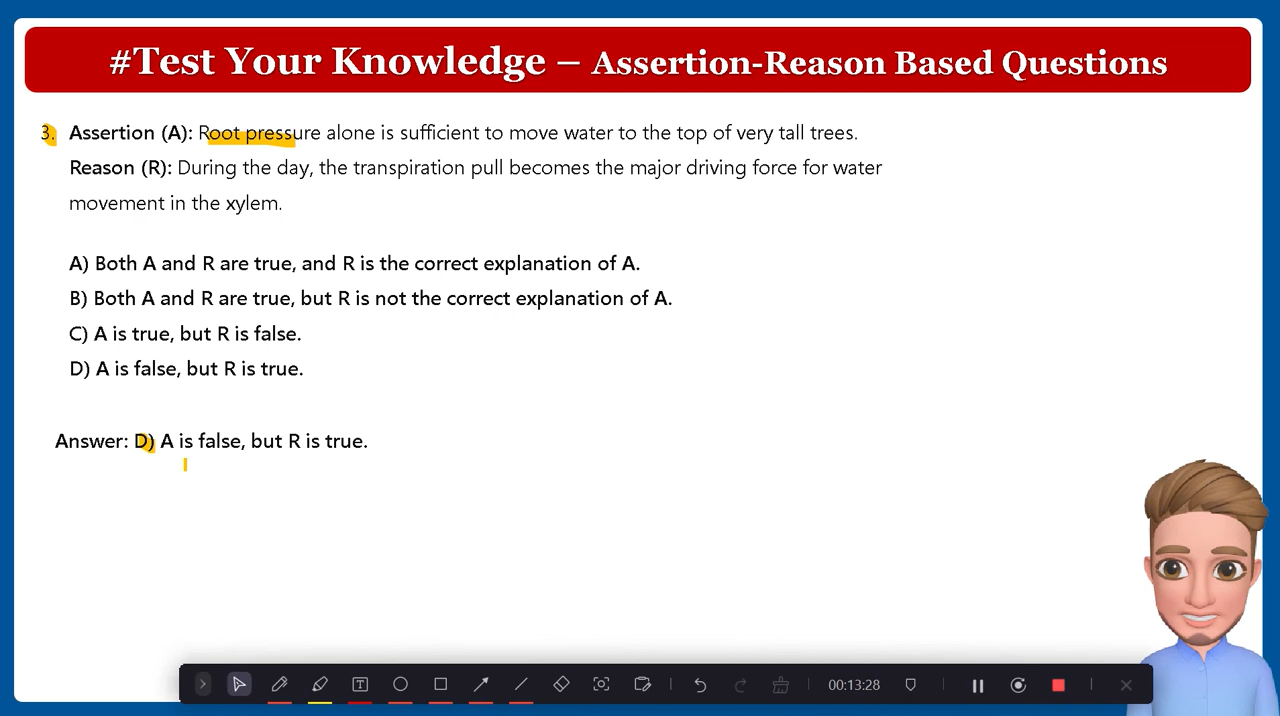 #Test Your Knowledge – Assertion-Reason Based Questions
3. Assertion (A): Root pressure alone is sufficient to move water to the top of very tall trees.
Reason (R): During the day, the transpiration pull becomes the major driving force for water
movement in the xylem.
A) Both A and R are true, and R is the correct explanation of A.
B) Both A and R are true, but R is not the correct explanation of A.
C) A is true, but R is false.
D) A is false, but R is true.
Answer: D) A is false, but R is true.
00:13:28